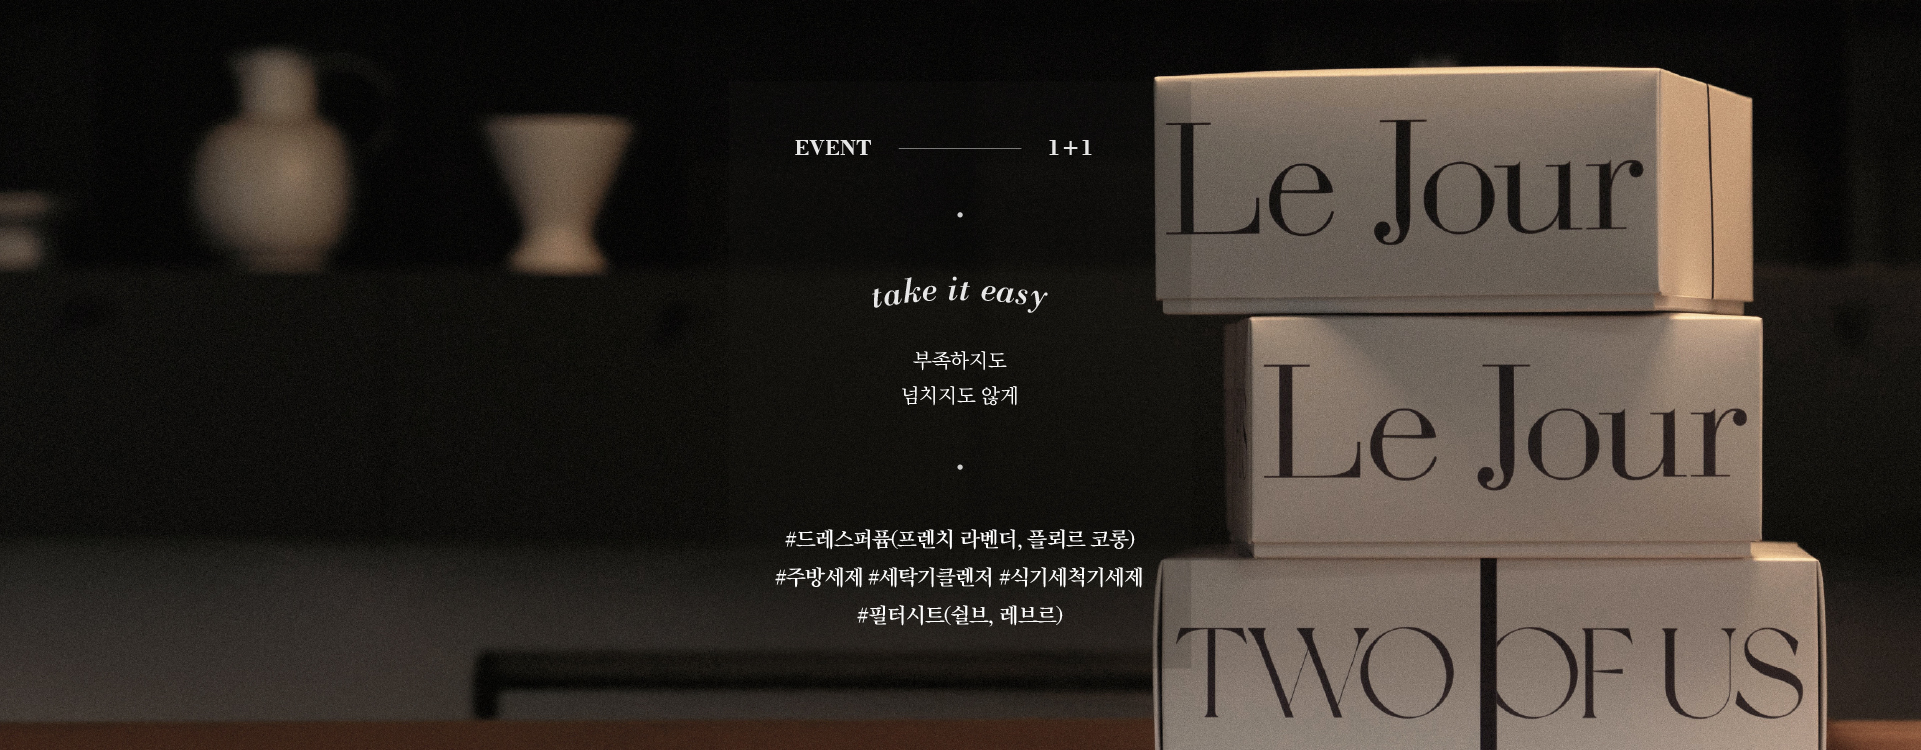 EVENT 1+1
take it easy
부족하지도
넘치지도 않게
#드레스퍼퓸(프렌치 라벤더, 플뢰르 코롱)
#주방세제 #세탁기클렌저 #식기세척기세제
#필터시트(쉴브, 레브르)
Le Jour
Le Jour
TWO OF US